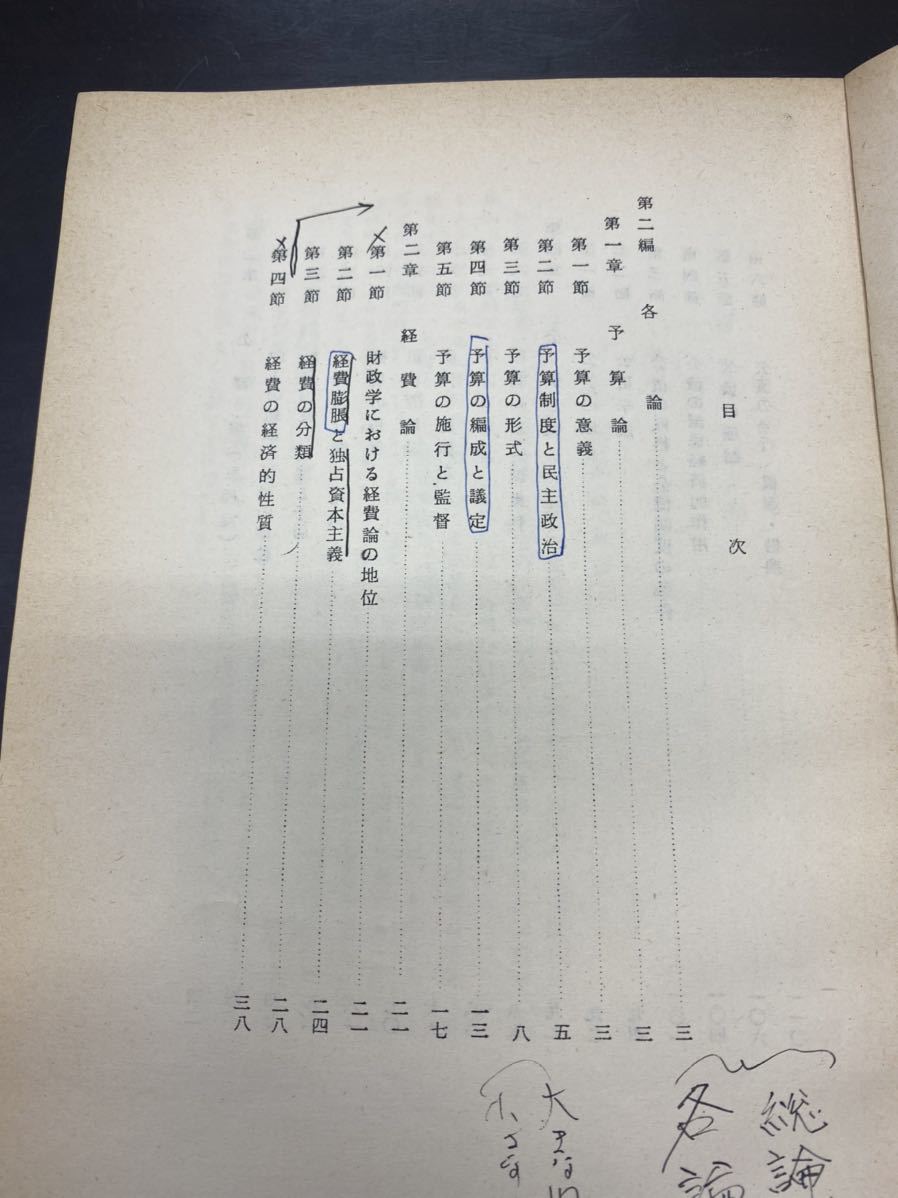 目次
第二編 各論 三
第一章 予算論 三
第一節 予算の意義 三
第二節 予算制度と民主政治 五
第三節 予算の形式 八
第四節 予算の編成と議定 一三
第五節 予算の施行と監督 一七
第二章 経費論 二一
第一節 財政学における経費論の地位 二一
第二節 経費膨脹と独占資本主義 二四
第三節 経費の分類 二八
第四節 経費の経済的性質 三八
総論
各論